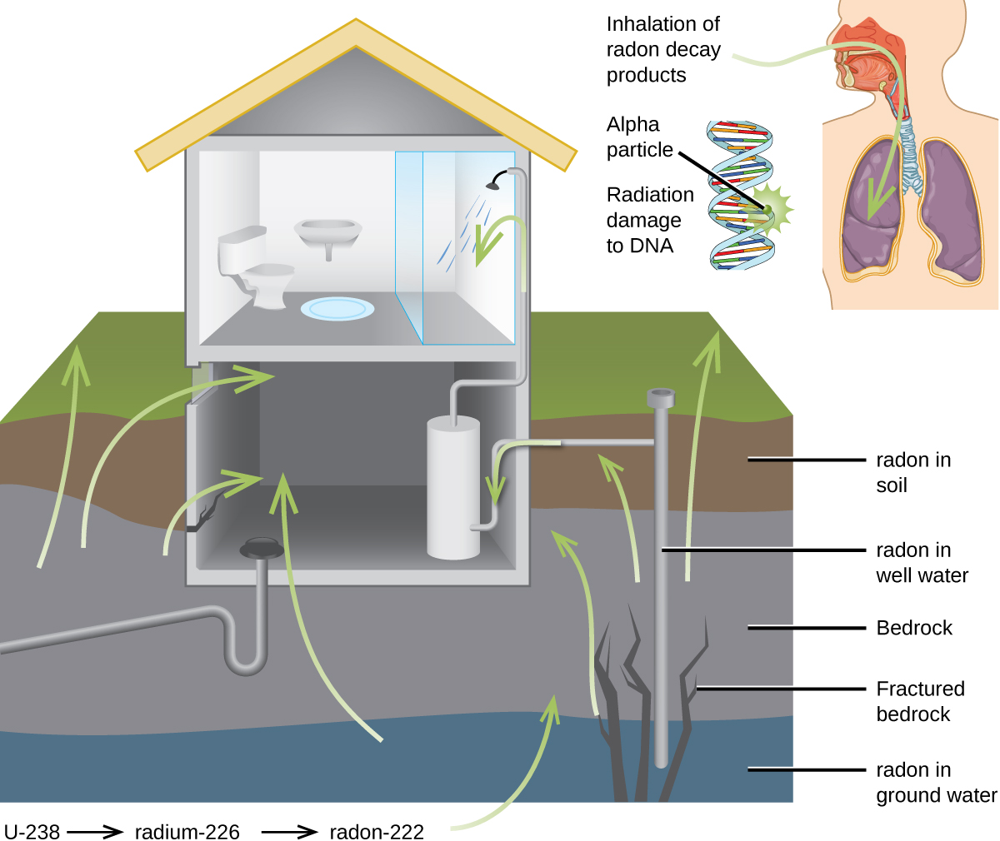 Inhalation of
radon decay
products
Alpha
particle
Radiation
damage
to DNA
radon in
soil
radon in
well water
Bedrock
Fractured
bedrock
radon in
ground water
U-238 radium-226 radon-222